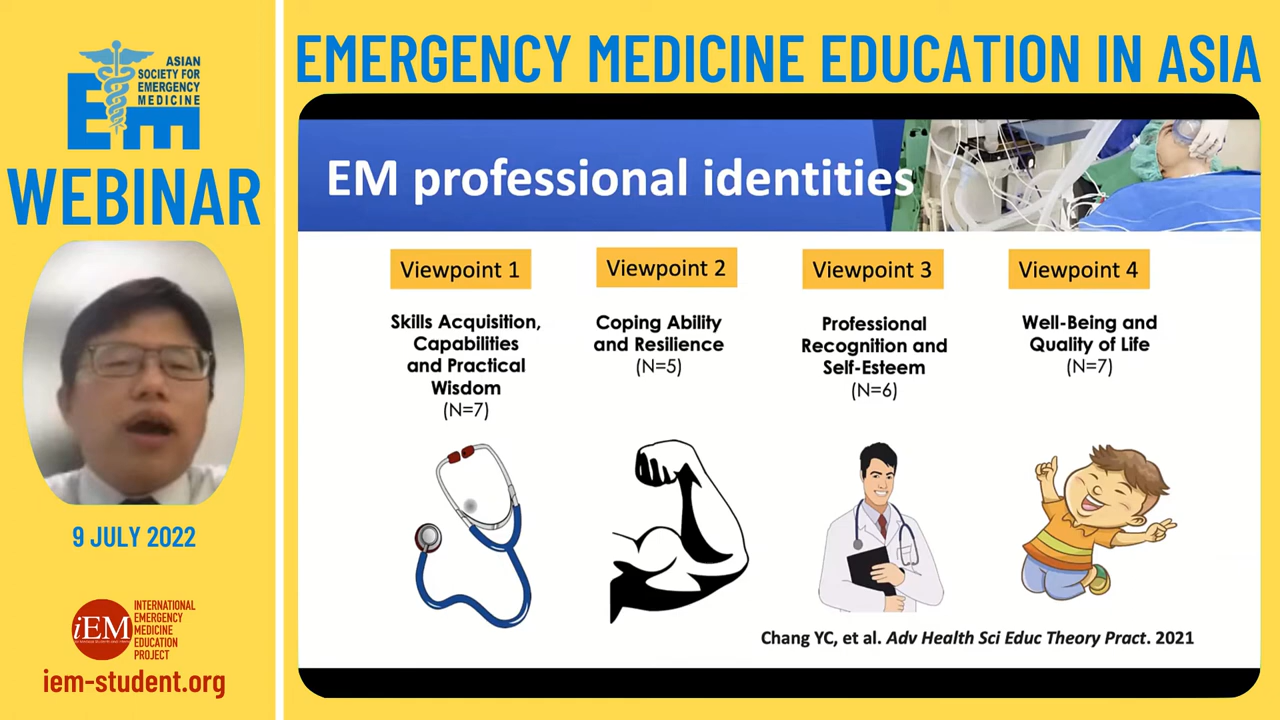 ASIAN
SOCIETY FOR
EMERGENCY
MEDICINE
EM
WEBINAR
9 JULY 2022
iEM
INTERNATIONAL
EMERGENCY
MEDICINE
EDUCATION
PROJECT
iem-student.org
EMERGENCY MEDICINE EDUCATION IN ASIA
EM professional identities
Viewpoint 1
Skills Acquisition,
Capabilities
and Practical
Wisdom
(N=7)
Viewpoint 2
Coping Ability
and Resilience
(N=5)
Viewpoint 3
Professional
Recognition and
Self-Esteem
(N=6)
Viewpoint 4
Well-Being and
Quality of Life
(N=7)
Chang YC, et al. Adv Health Sci Educ Theory Pract. 2021